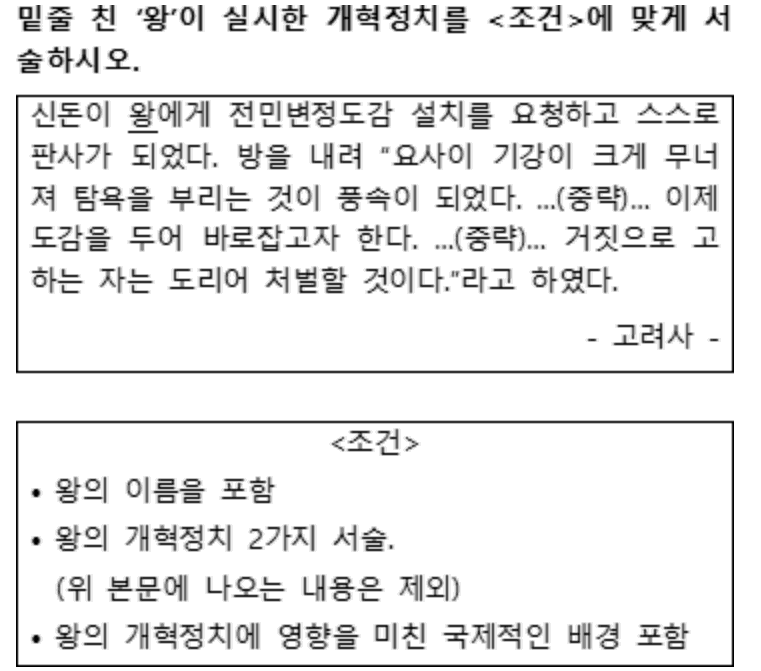 밑줄 친 '왕'이 실시한 개혁정치를 <조건>에 맞게 서
술하시오.
신돈이 왕에게 전민변정도감 설치를 요청하고 스스로
판사가 되었다. 방을 내려 "요사이 기강이 크게 무너
져 탐욕을 부리는 것이 풍속이 되었다. ...(중략)... 이제
도감을 두어 바로잡고자 한다. ...(중략)... 거짓으로 고
하는 자는 도리어 처벌할 것이다."라고 하였다.
- 고려사 -
<조건>
• 왕의 이름을 포함
• 왕의 개혁정치 2가지 서술.
(위 본문에 나오는 내용은 제외)
• 왕의 개혁정치에 영향을 미친 국제적인 배경 포함